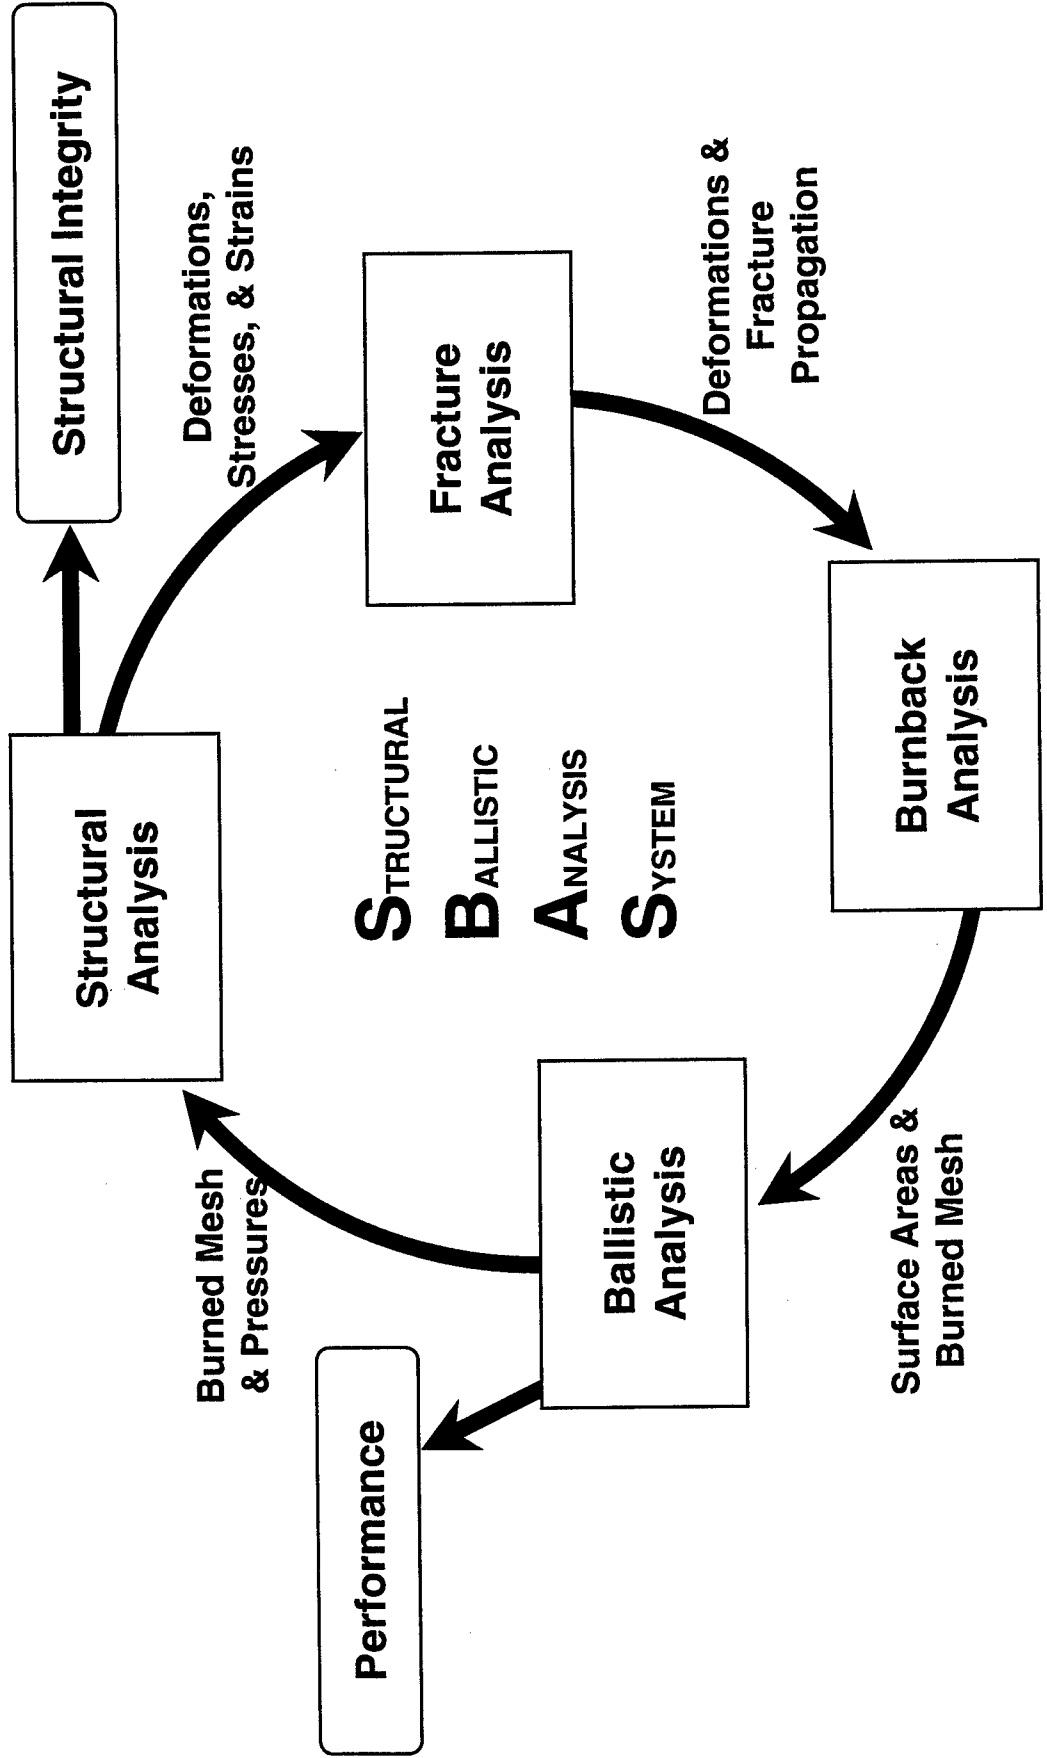 Structural Integrity
Structural
Analysis
Deformations,
Stresses, & Strains
Fracture
Analysis
Deformations &
Fracture
Propagation
Burnback
Analysis
Surface Areas &
Burned Mesh
Ballistic
Analysis
Performance
Burned Mesh
& Pressures
STRUCTURAL
BALLISTIC
ANALYSIS
SYSTEM